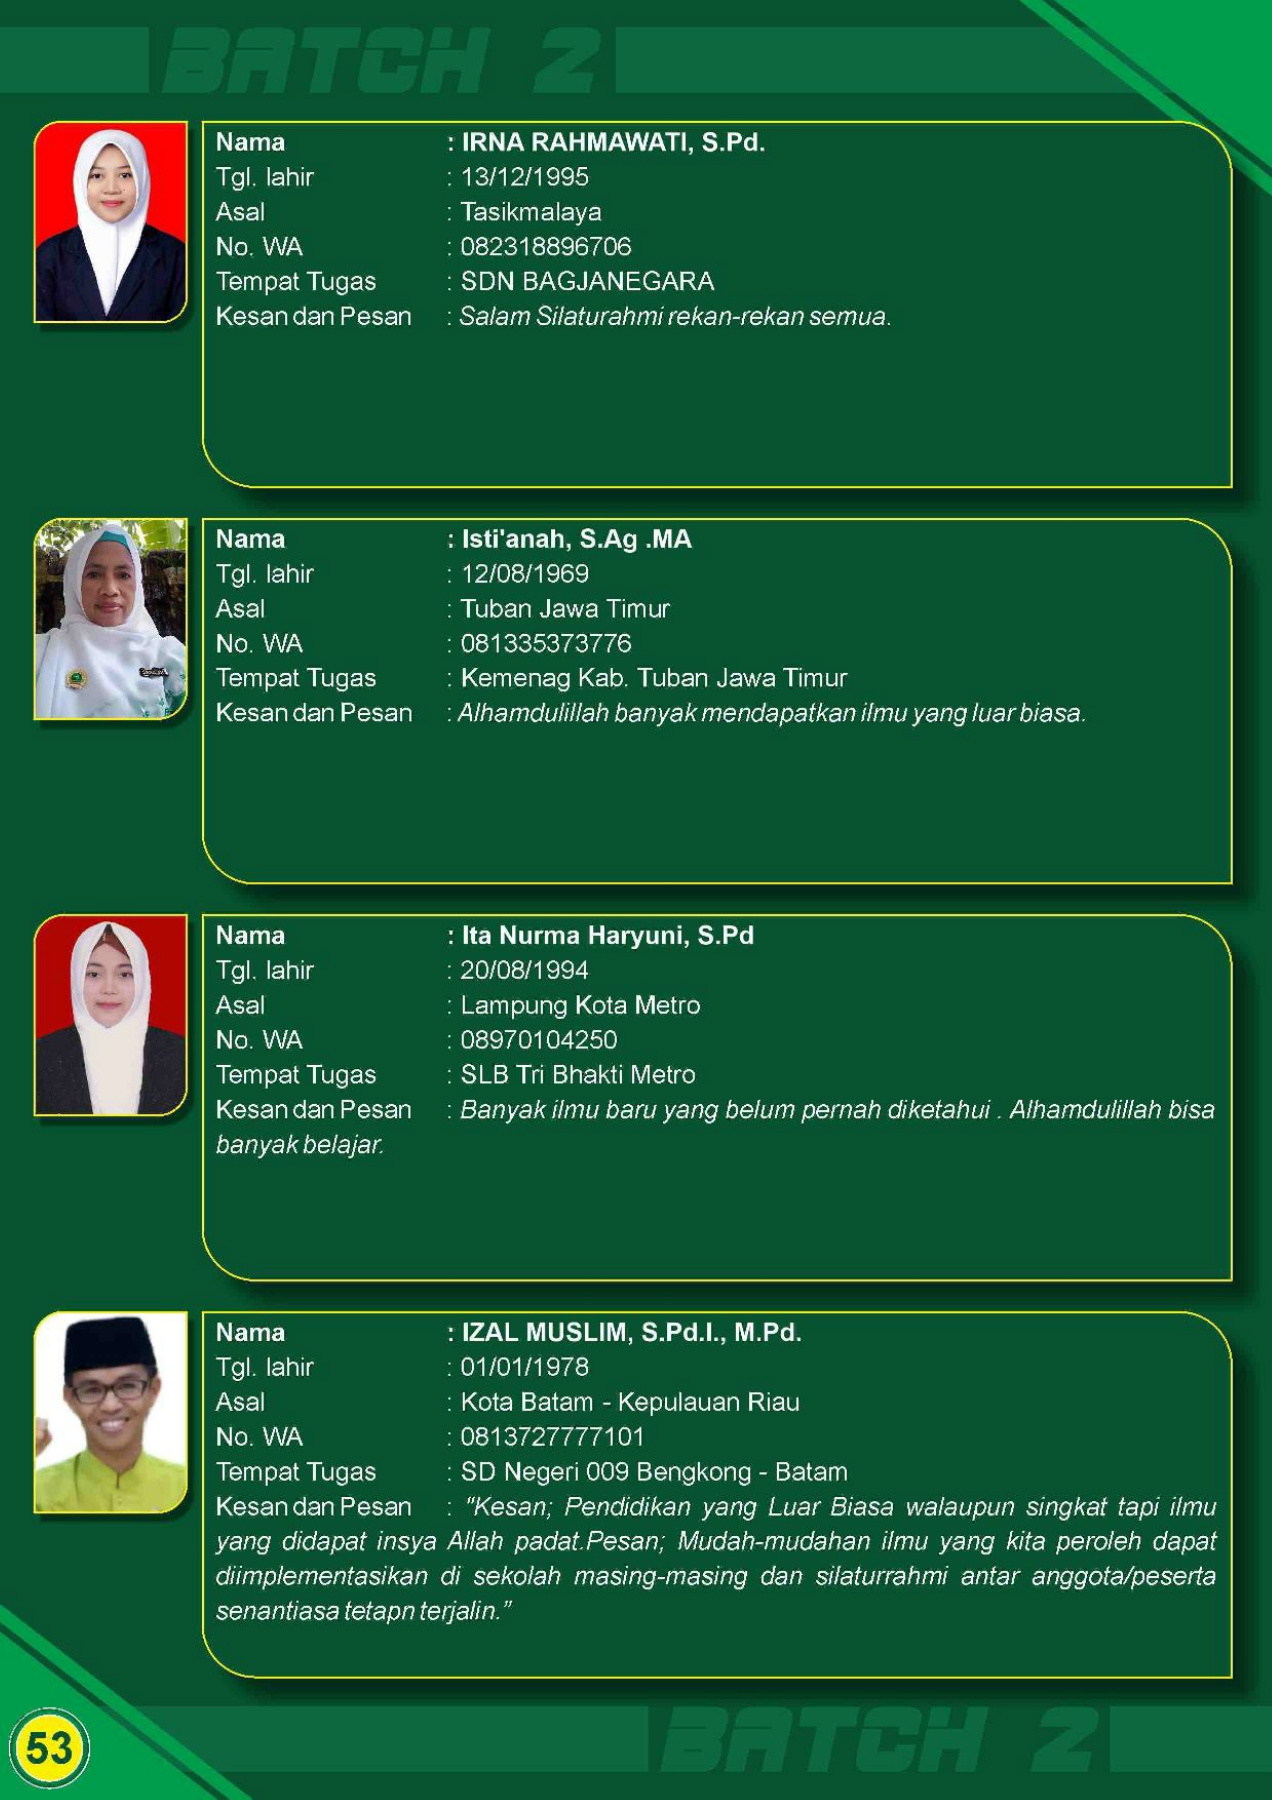 BATCH 2
Nama : IRNA RAHMAWATI, S.Pd.
Tgl. lahir : 13/12/1995
Asal : Tasikmalaya
No. WA : 082318896706
Tempat Tugas : SDN BAGJANEGARA
Kesan dan Pesan : Salam Silaturahmi rekan-rekan semua.
Nama : Isti'anah, S.Ag .MA
Tgl. lahir : 12/08/1969
Asal : Tuban Jawa Timur
No. WA : 081335373776
Tempat Tugas : Kemenag Kab. Tuban Jawa Timur
Kesan dan Pesan : Alhamdulillah banyak mendapatkan ilmu yang luar biasa.
Nama : Ita Nurma Haryuni, S.Pd
Tgl. lahir : 20/08/1994
Asal : Lampung Kota Metro
No. WA : 08970104250
Tempat Tugas : SLB Tri Bhakti Metro
Kesan dan Pesan : Banyak ilmu baru yang belum pernah diketahui . Alhamdulillah bisa
banyak belajar.
Nama : IZAL MUSLIM, S.Pd.I., M.Pd.
Tgl. lahir : 01/01/1978
Asal : Kota Batam - Kepulauan Riau
No. WA : 0813727777101
Tempat Tugas : SD Negeri 009 Bengkong - Batam
Kesan dan Pesan : "Kesan; Pendidikan yang Luar Biasa walaupun singkat tapi ilmu
yang didapat insya Allah padat.Pesan; Mudah-mudahan ilmu yang kita peroleh dapat
diimplementasikan di sekolah masing-masing dan silaturrahmi antar anggota/peserta
senantiasa tetapn terjalin."
53
BATCH 2